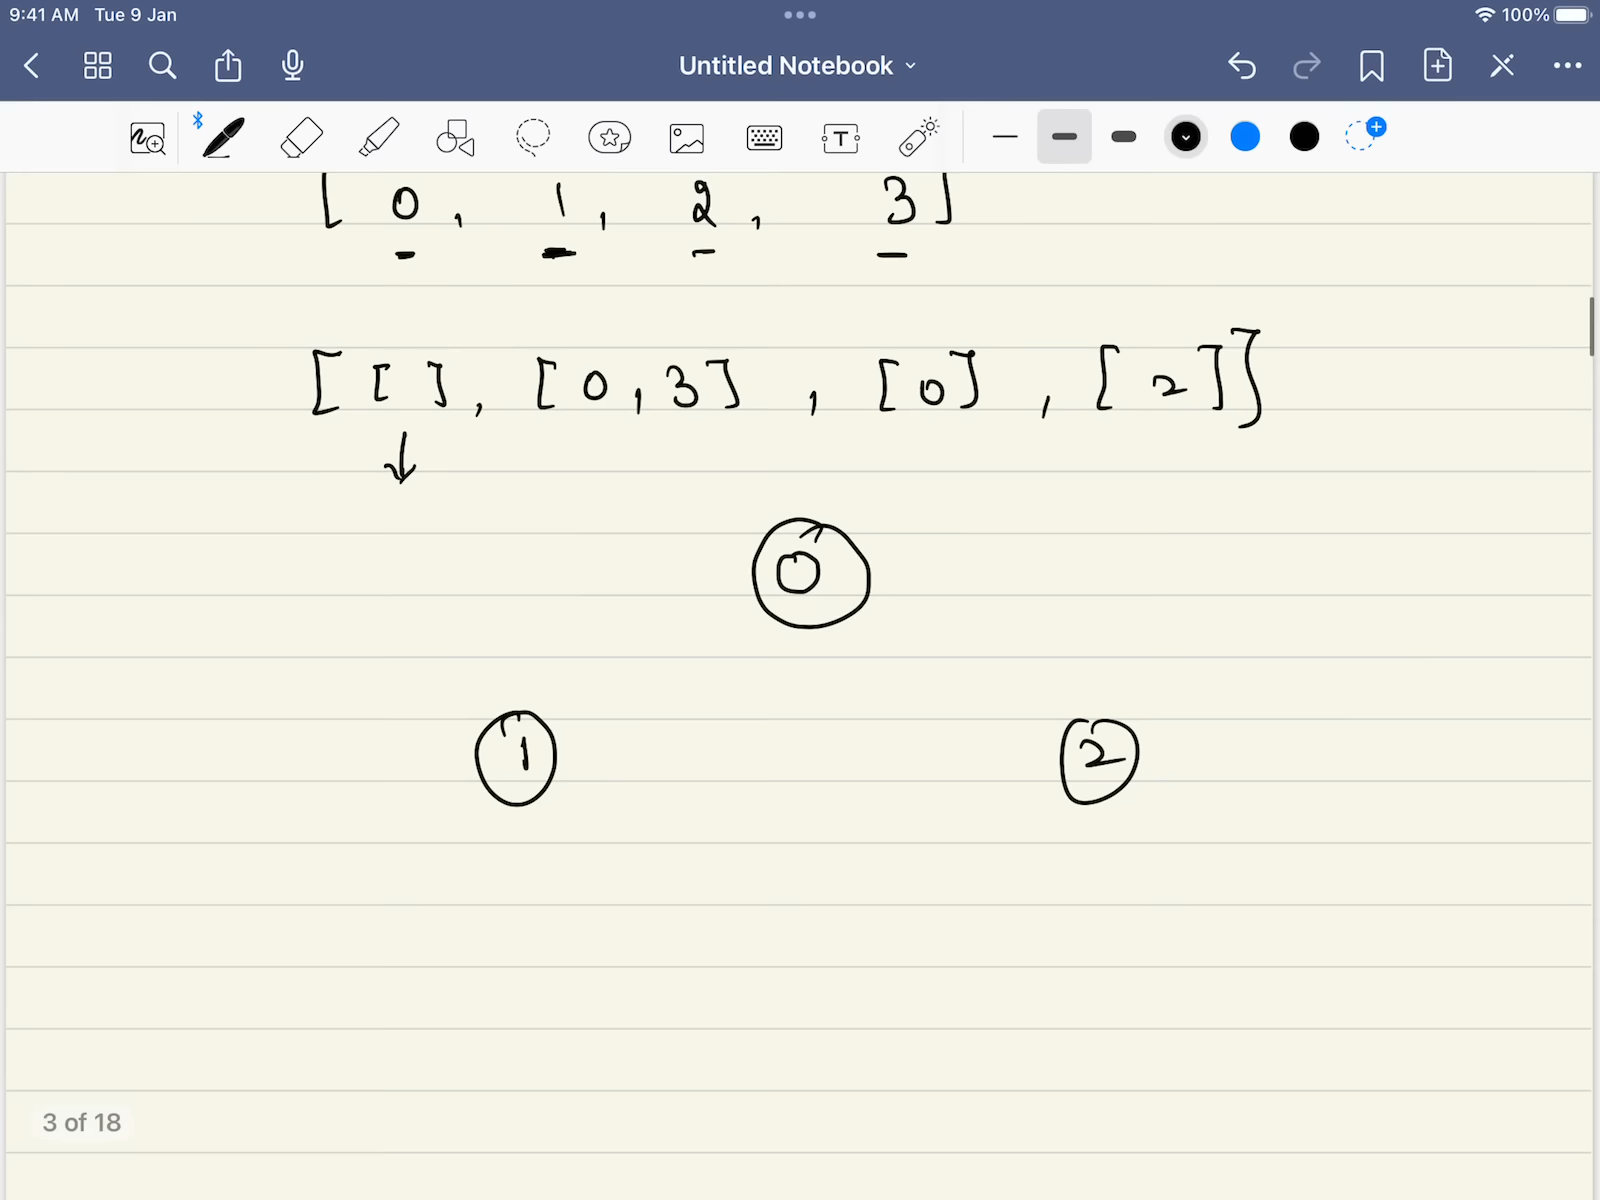 9:41 AM Tue 9 Jan 100%
Untitled Notebook
T
[ 0, 1, 2, 3]
[ [ ], [0,3] , [0] , [2]]
0
1 2
3 of 18